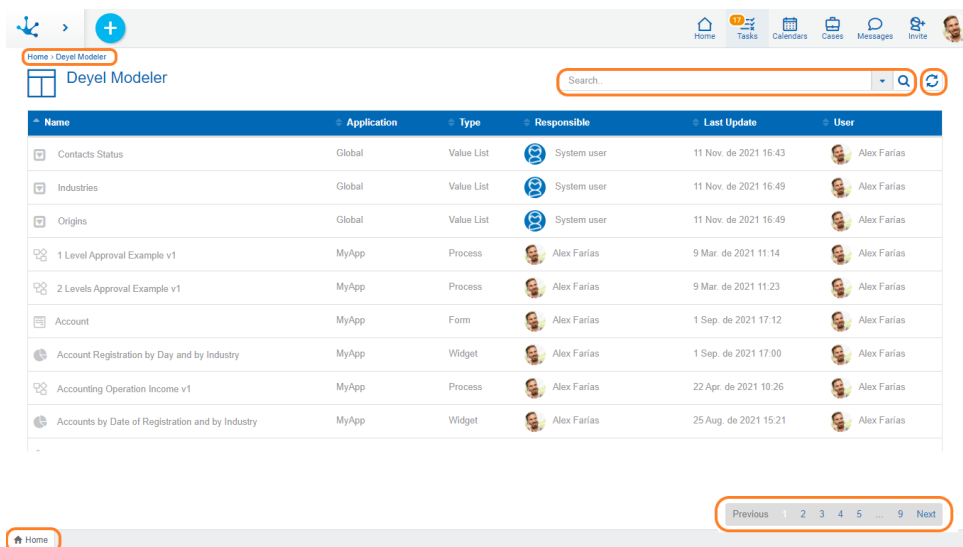 17
Home Tasks Calendars Cases Messages Invite
Home > Deyel Modeler
Deyel Modeler
Search..
Name Application Type Responsible Last Update User
Contacts Status Global Value List System user 11 Nov. de 2021 16:43 Alex Farías
Industries Global Value List System user 11 Nov. de 2021 16:49 Alex Farías
Origins Global Value List System user 11 Nov. de 2021 16:49 Alex Farías
1 Level Approval Example v1 MyApp Process Alex Farías 9 Mar. de 2021 11:14 Alex Farías
2 Levels Approval Example v1 MyApp Process Alex Farías 9 Mar. de 2021 11:23 Alex Farías
Account MyApp Form Alex Farías 1 Sep. de 2021 17:12 Alex Farías
Account Registration by Day and by Industry MyApp Widget Alex Farías 1 Sep. de 2021 17:00 Alex Farías
Accounting Operation Income v1 MyApp Process Alex Farías 22 Apr. de 2021 10:26 Alex Farías
Accounts by Date of Registration and by Industry MyApp Widget Alex Farías 25 Aug. de 2021 15:21 Alex Farías
Previous 1 2 3 4 5 ... 9 Next
Home